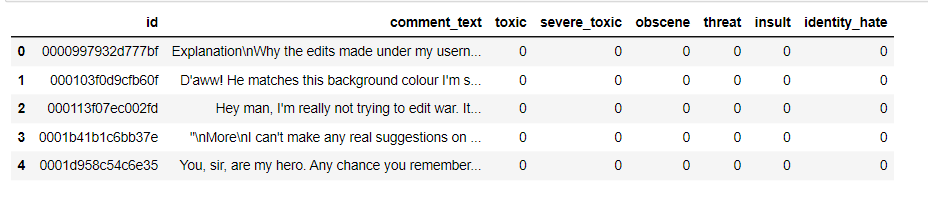 id comment_text toxic severe_toxic obscene threat insult identity_hate
0 0000997932d777bf Explanation\nWhy the edits made under my usern... 0 0 0 0 0 0
1 000103f0d9cfb60f D'aww! He matches this background colour I'm s... 0 0 0 0 0 0
2 000113f07ec002fd Hey man, I'm really not trying to edit war. It... 0 0 0 0 0 0
3 0001b41b1c6bb37e "\nMore\nI can't make any real suggestions on ... 0 0 0 0 0 0
4 0001d958c54c6e35 You, sir, are my hero. Any chance you remember... 0 0 0 0 0 0